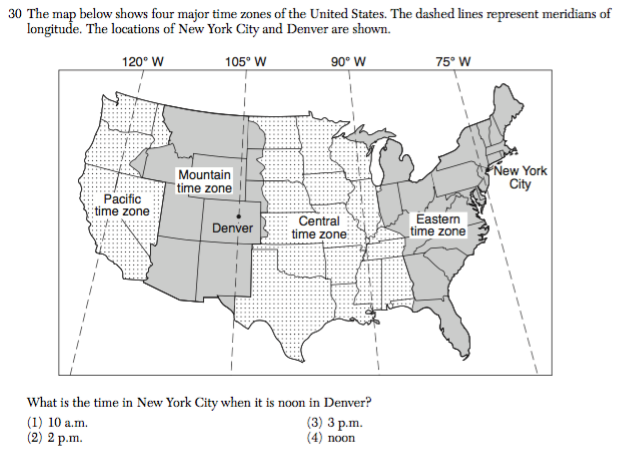 30 The map below shows four major time zones of the United States. The dashed lines represent meridians of
longitude. The locations of New York City and Denver are shown.
120° W 105° W 90° W 75° W
New York
City
Mountain
time zone
Pacific
time zone
Denver
Central
time zone
Eastern
time zone
What is the time in New York City when it is noon in Denver?
(1) 10 a.m. (3) 3 p.m.
(2) 2 p.m. (4) noon